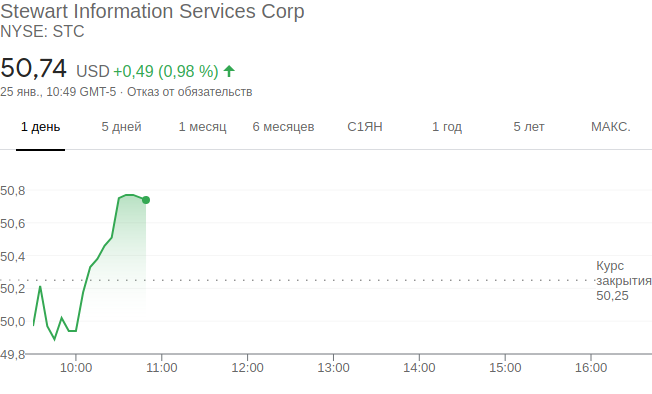 Stewart Information Services Corp
NYSE: STC
50,74 USD +0,49 (0,98 %)
25 янв., 10:49 GMT-5 · Отказ от обязательств
1 день 5 дней 1 месяц 6 месяцев С1ЯН 1 год 5 лет МАКС.
50,8
50,6
50,4
50,2
50,0
49,8
Курс
закрытия
50,25
10:00 11:00 12:00 13:00 14:00 15:00 16:00